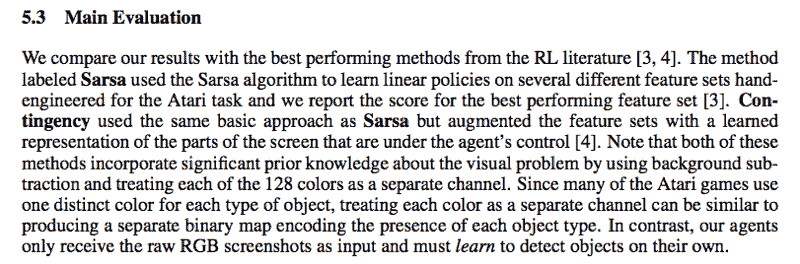 5.3 Main Evaluation
We compare our results with the best performing methods from the RL literature [3, 4]. The method
labeled Sarsa used the Sarsa algorithm to learn linear policies on several different feature sets hand-
engineered for the Atari task and we report the score for the best performing feature set [3]. Con-
tingency used the same basic approach as Sarsa but augmented the feature sets with a learned
representation of the parts of the screen that are under the agent's control [4]. Note that both of these
methods incorporate significant prior knowledge about the visual problem by using background sub-
traction and treating each of the 128 colors as a separate channel. Since many of the Atari games use
one distinct color for each type of object, treating each color as a separate channel can be similar to
producing a separate binary map encoding the presence of each object type. In contrast, our agents
only receive the raw RGB screenshots as input and must learn to detect objects on their own.